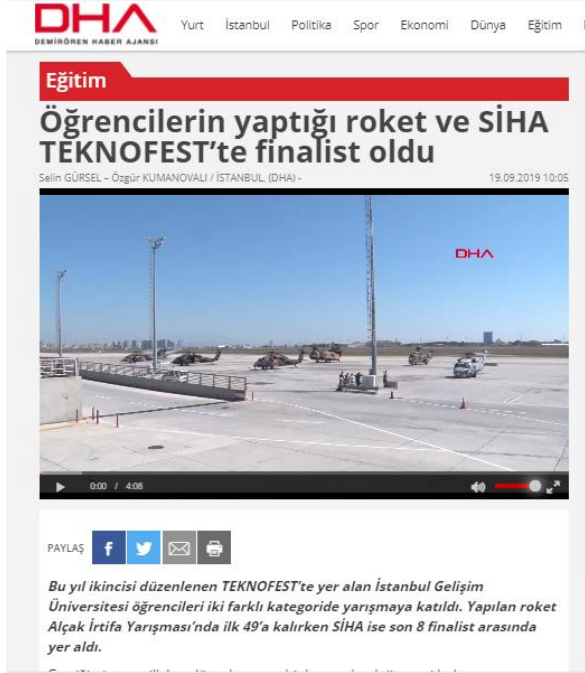 DHA
DEMİRÖREN HABER AJANSI
Yurt İstanbul Politika Spor Ekonomi Dünya Eğitim
Eğitim
Öğrencilerin yaptığı roket ve SİHA
TEKNOFEST’te finalist oldu
Selin GÜRSEL – Özgür KUMANOVALI / İSTANBUL, (DHA) - 19.09.2019 10:05
DHA
0:00 / 4:08
PAYLAŞ
Bu yıl ikincisi düzenlenen TEKNOFEST’te yer alan İstanbul Gelişim
Üniversitesi öğrencileri iki farklı kategoride yarışmaya katıldı. Yapılan roket
Alçak İrtifa Yarışması’nda ilk 49’a kalırken SİHA ise son 8 finalist arasında
yer aldı.